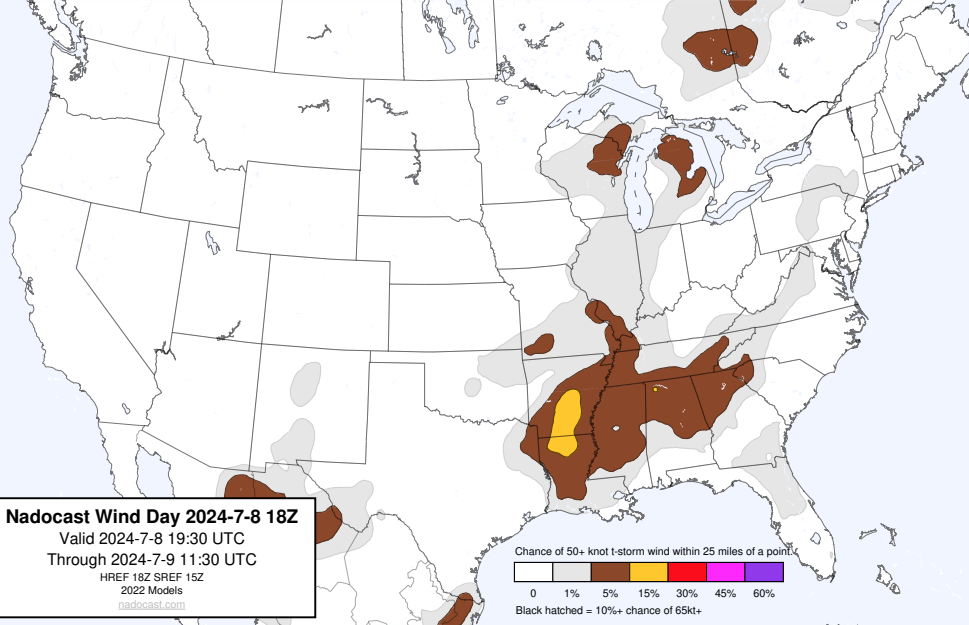 Nadocast Wind Day 2024-7-8 18Z
Valid 2024-7-8 19:30 UTC
Through 2024-7-9 11:30 UTC
HREF 18Z SREF 15Z
2022 Models
nadocast.com
Chance of 50+ knot t-storm wind within 25 miles of a point.
0 1% 5% 15% 30% 45% 60%
Black hatched = 10%+ chance of 65kt+